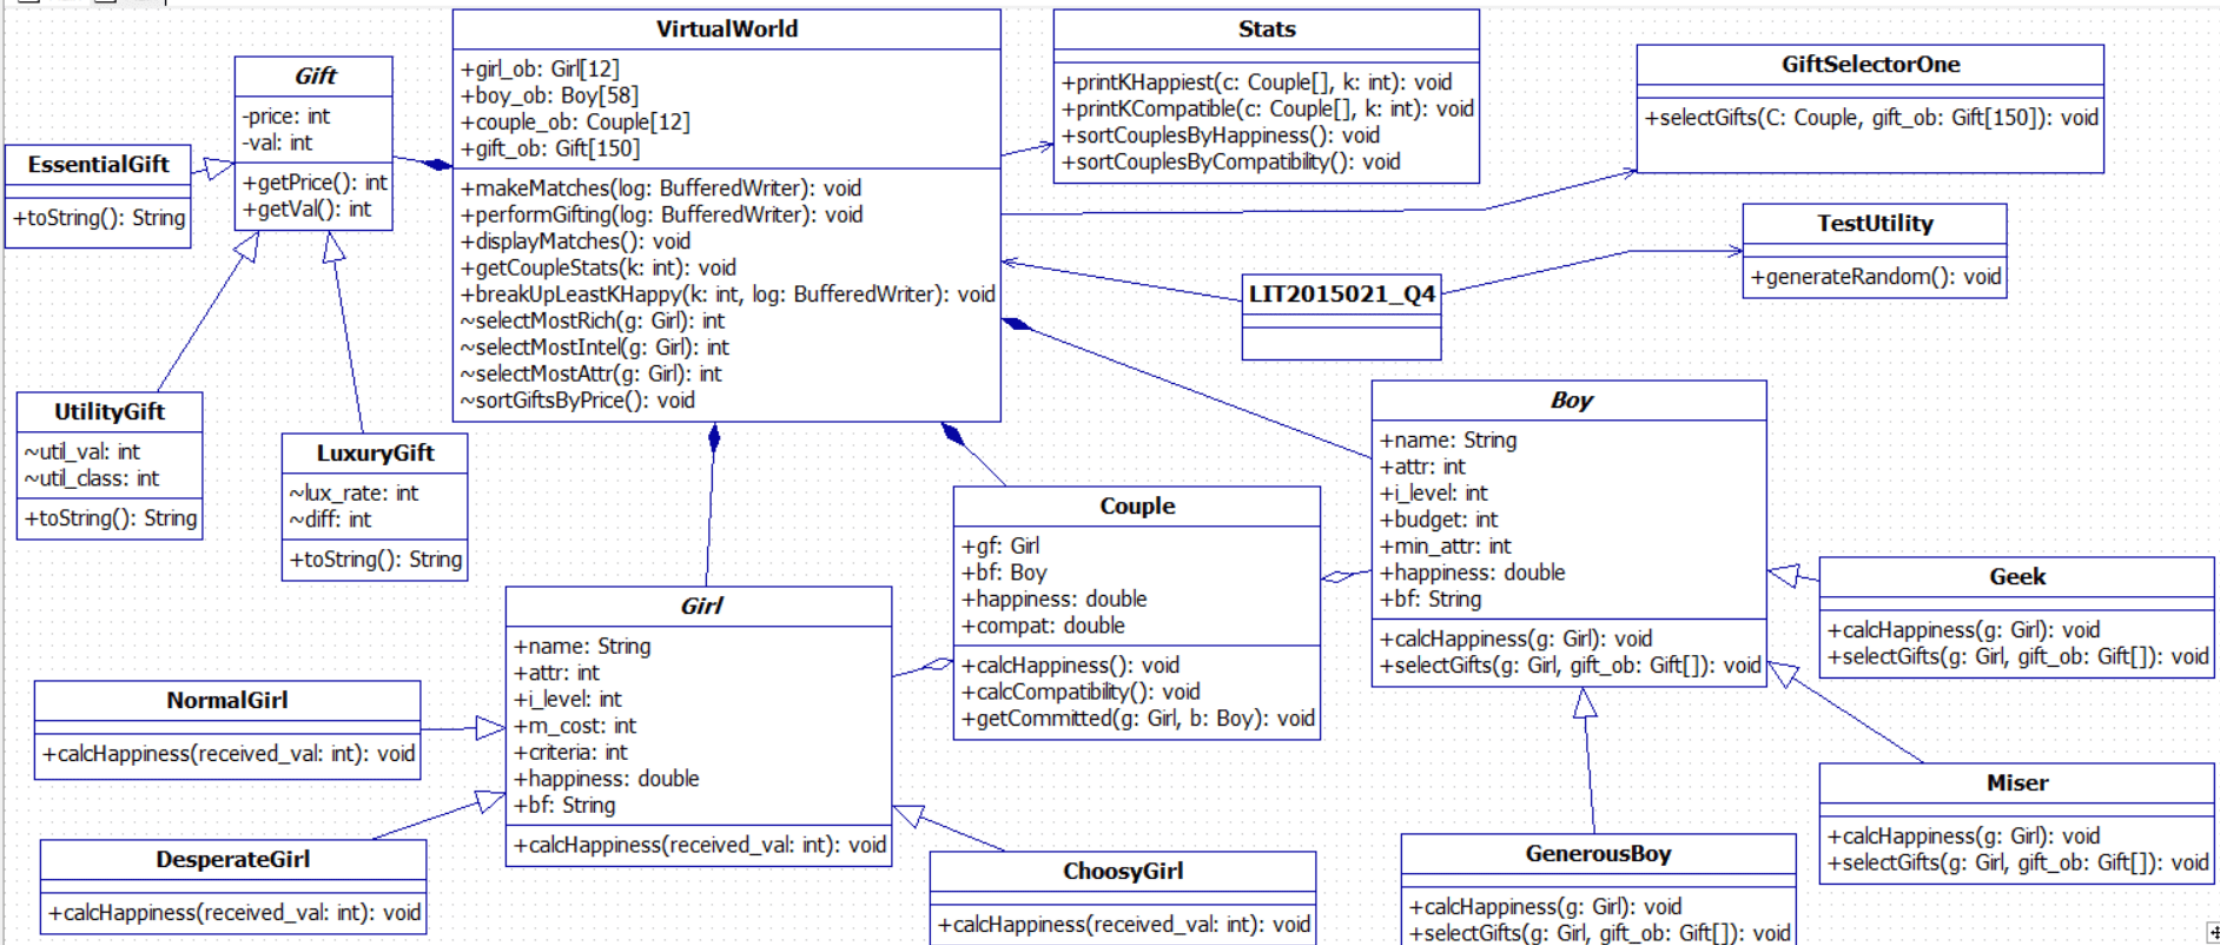 VirtualWorld
+girl_ob: Girl[12]
+boy_ob: Boy[58]
+couple_ob: Couple[12]
+gift_ob: Gift[150]
+makeMatches(log: BufferedWriter): void
+performGifting(log: BufferedWriter): void
+displayMatches(): void
+getCoupleStats(k: int): void
+breakUpLeastKHappy(k: int, log: BufferedWriter): void
~selectMostRich(g: Girl): int
~selectMostIntel(g: Girl): int
~selectMostAttr(g: Girl): int
~sortGiftsByPrice(): void
Stats
+printKHappiest(c: Couple[], k: int): void
+printKCompatible(c: Couple[], k: int): void
+sortCouplesByHappiness(): void
+sortCouplesByCompatibility(): void
GiftSelectorOne
+selectGifts(C: Couple, gift_ob: Gift[150]): void
Gift
-price: int
-val: int
+getPrice(): int
+getVal(): int
EssentialGift
+toString(): String
TestUtility
+generateRandom(): void
LIT2015021_Q4
UtilityGift
~util_val: int
~util_class: int
+toString(): String
LuxuryGift
~lux_rate: int
~diff: int
+toString(): String
Boy
+name: String
+attr: int
+i_level: int
+budget: int
+min_attr: int
+happiness: double
+bf: String
+calcHappiness(g: Girl): void
+selectGifts(g: Girl, gift_ob: Gift[]): void
Couple
+gf: Girl
+bf: Boy
+happiness: double
+compat: double
+calcHappiness(): void
+calcCompatibility(): void
+getCommitted(g: Girl, b: Boy): void
Geek
+calcHappiness(g: Girl): void
+selectGifts(g: Girl, gift_ob: Gift[]): void
Girl
+name: String
+attr: int
+i_level: int
+m_cost: int
+criteria: int
+happiness: double
+bf: String
+calcHappiness(received_val: int): void
NormalGirl
+calcHappiness(received_val: int): void
Miser
+calcHappiness(g: Girl): void
+selectGifts(g: Girl, gift_ob: Gift[]): void
DesperateGirl
+calcHappiness(received_val: int): void
ChoosyGirl
+calcHappiness(received_val: int): void
GenerousBoy
+calcHappiness(g: Girl): void
+selectGifts(g: Girl, gift_ob: Gift[]): void